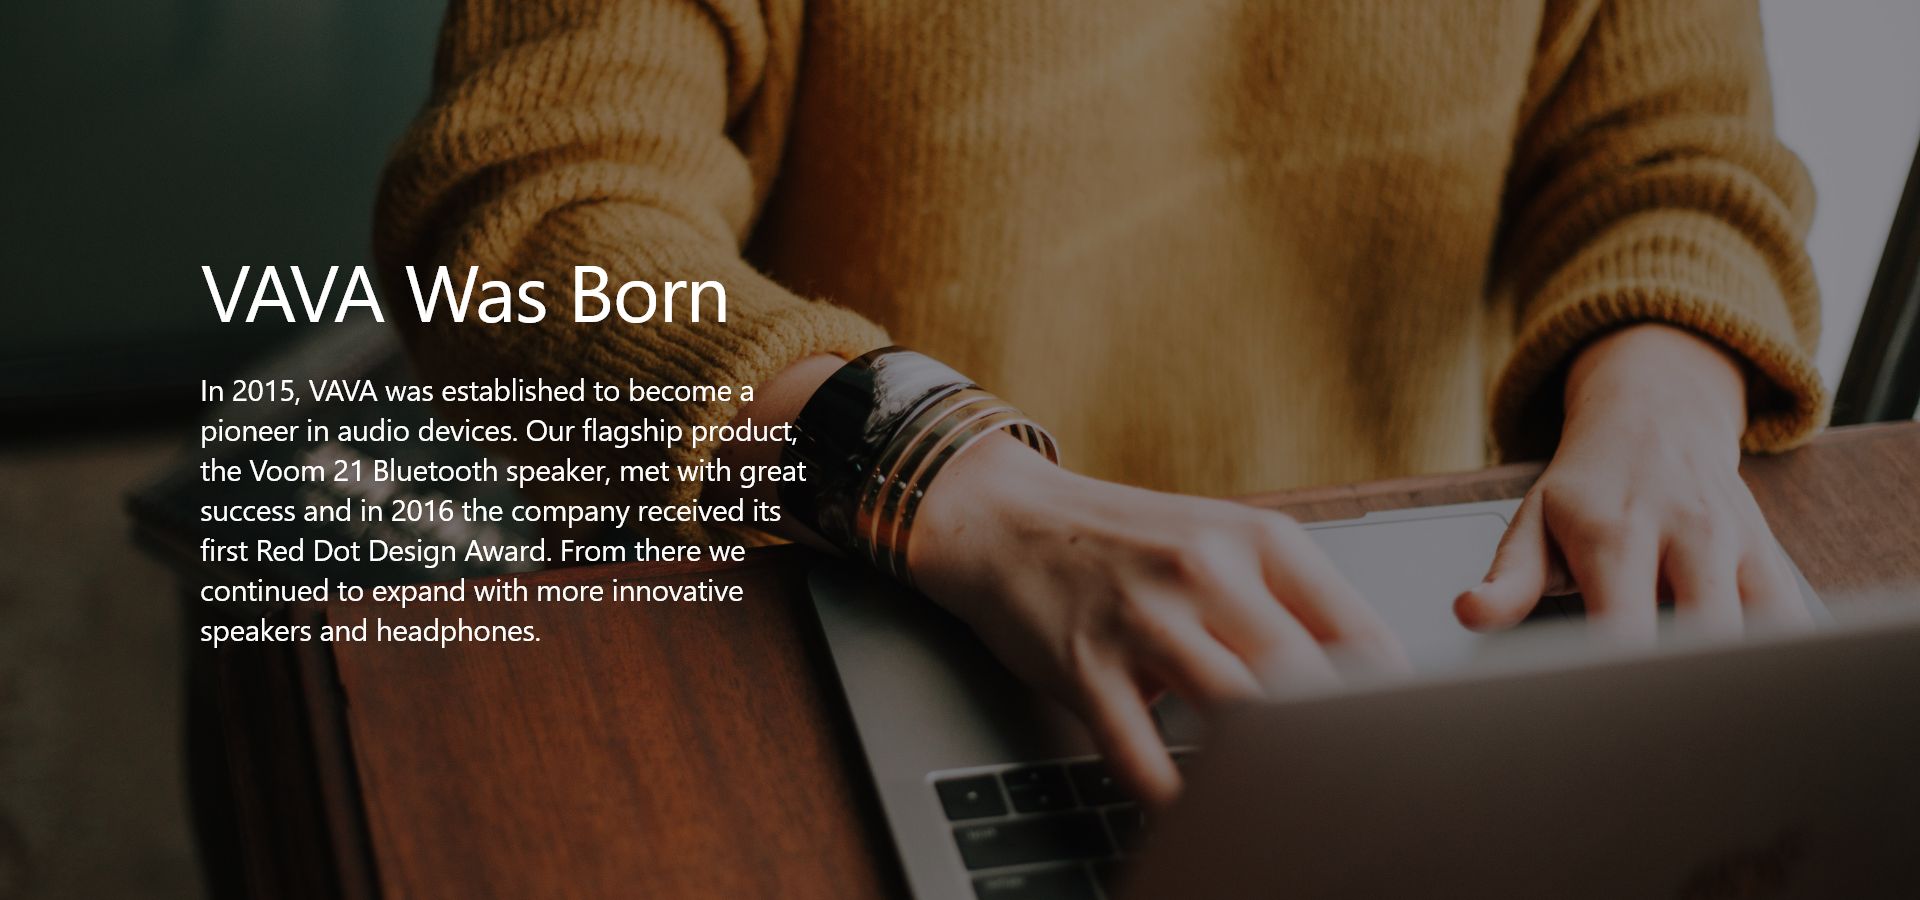 VAVA Was Born
In 2015, VAVA was established to become a
pioneer in audio devices. Our flagship product,
the Voom 21 Bluetooth speaker, met with great
success and in 2016 the company received its
first Red Dot Design Award. From there we
continued to expand with more innovative
speakers and headphones.